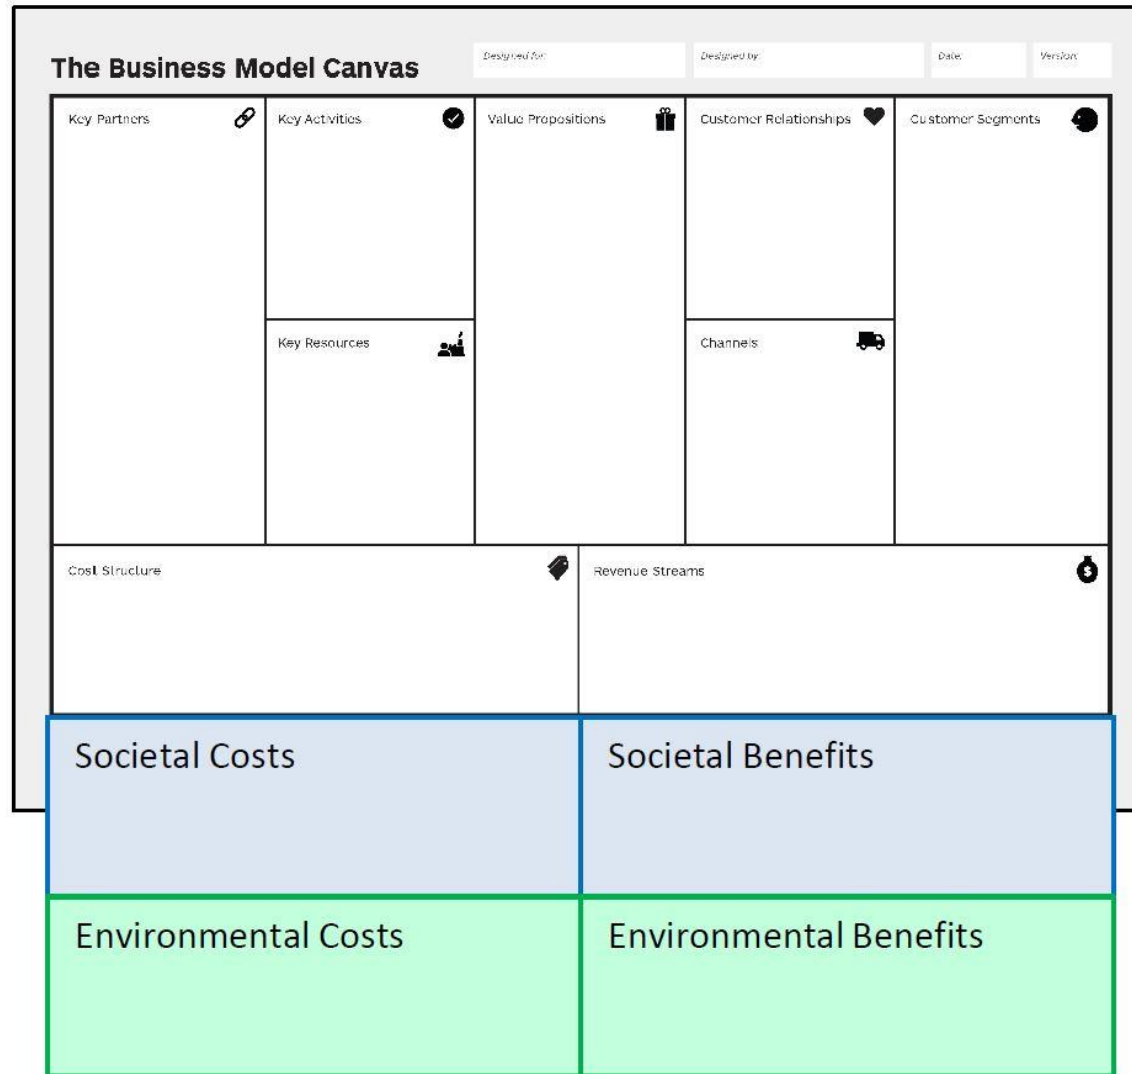 The Business Model Canvas
Designed for:
Designed by:
Date:
Version:
Key Partners
Key Activities
Value Propositions
Customer Relationships
Customer Segments
Key Resources
Channels
Cost Structure
Revenue Streams
Societal Costs
Societal Benefits
Environmental Costs
Environmental Benefits